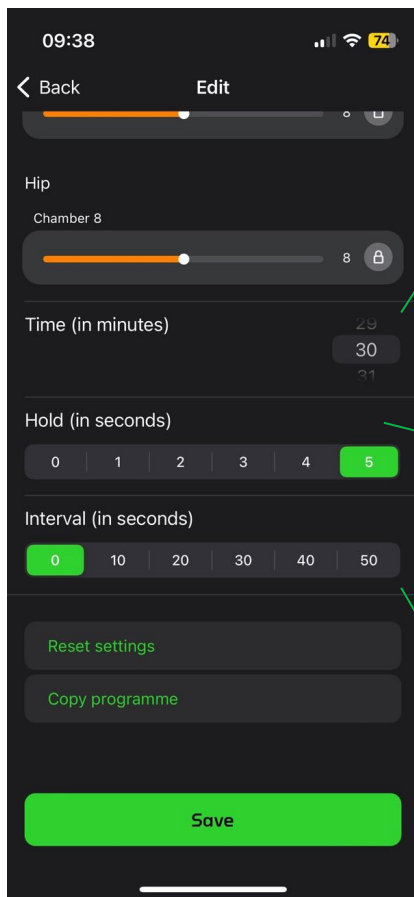 09:38
74
Back
Edit
8
Hip
Chamber 8
8
Time (in minutes)
29
30
31
Hold (in seconds)
0 1 2 3 4 5
Interval (in seconds)
0 10 20 30 40 50
Reset settings
Copy programme
Save